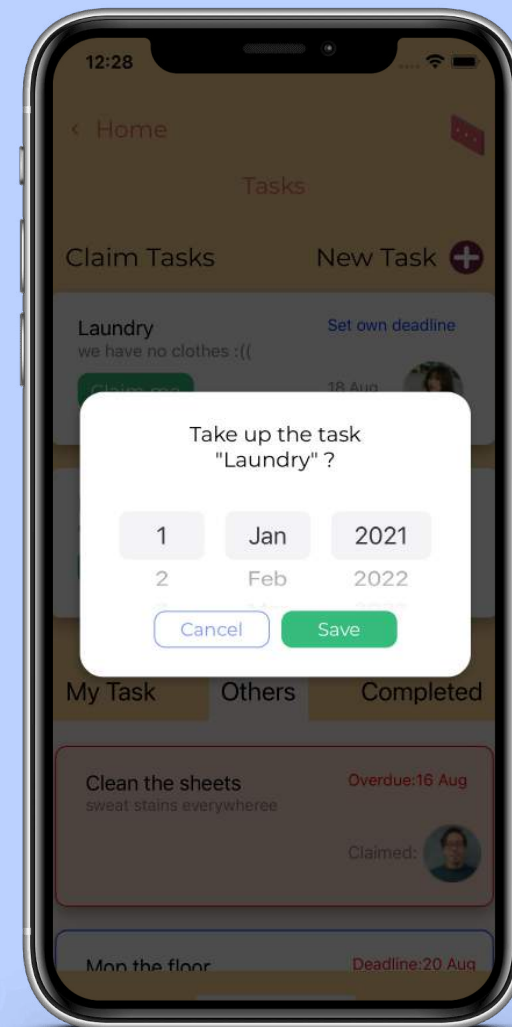 12:28
‹ Home
Tasks
Claim Tasks
New Task
Laundry
Set own deadline
we have no clothes :((
18 Aug
Take up the task
"Laundry" ?
1 Jan 2021
2 Feb 2022
Cancel Save
My Task Others Completed
Clean the sheets
Overdue:16 Aug
sweat stains everywheree
Claimed:
Mop the floor
Deadline:20 Aug